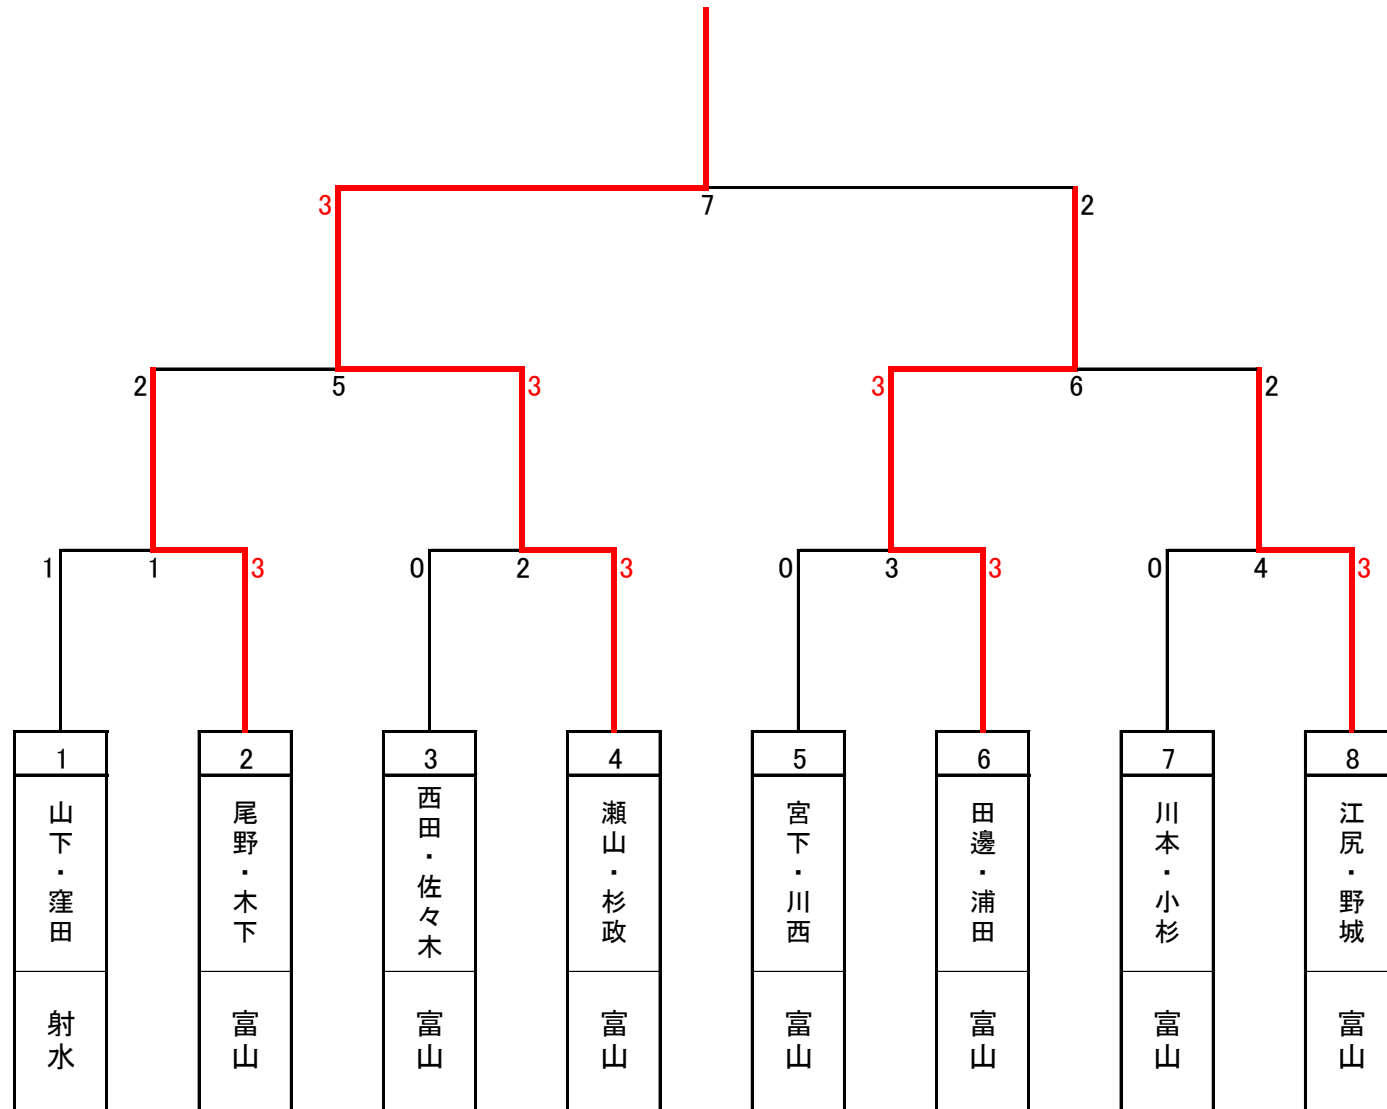 3 7 2
2 5 3 3 6 2
1 1 3 0 2 3 0 3 3 0 4 3
1 2 3 4 5 6 7 8
山下・窪田
尾野・木下
西田・佐々木
瀬山・杉政
宮下・川西
田邊・浦田
川本・小杉
江尻・野城
射水
富山
富山
富山
富山
富山
富山
富山